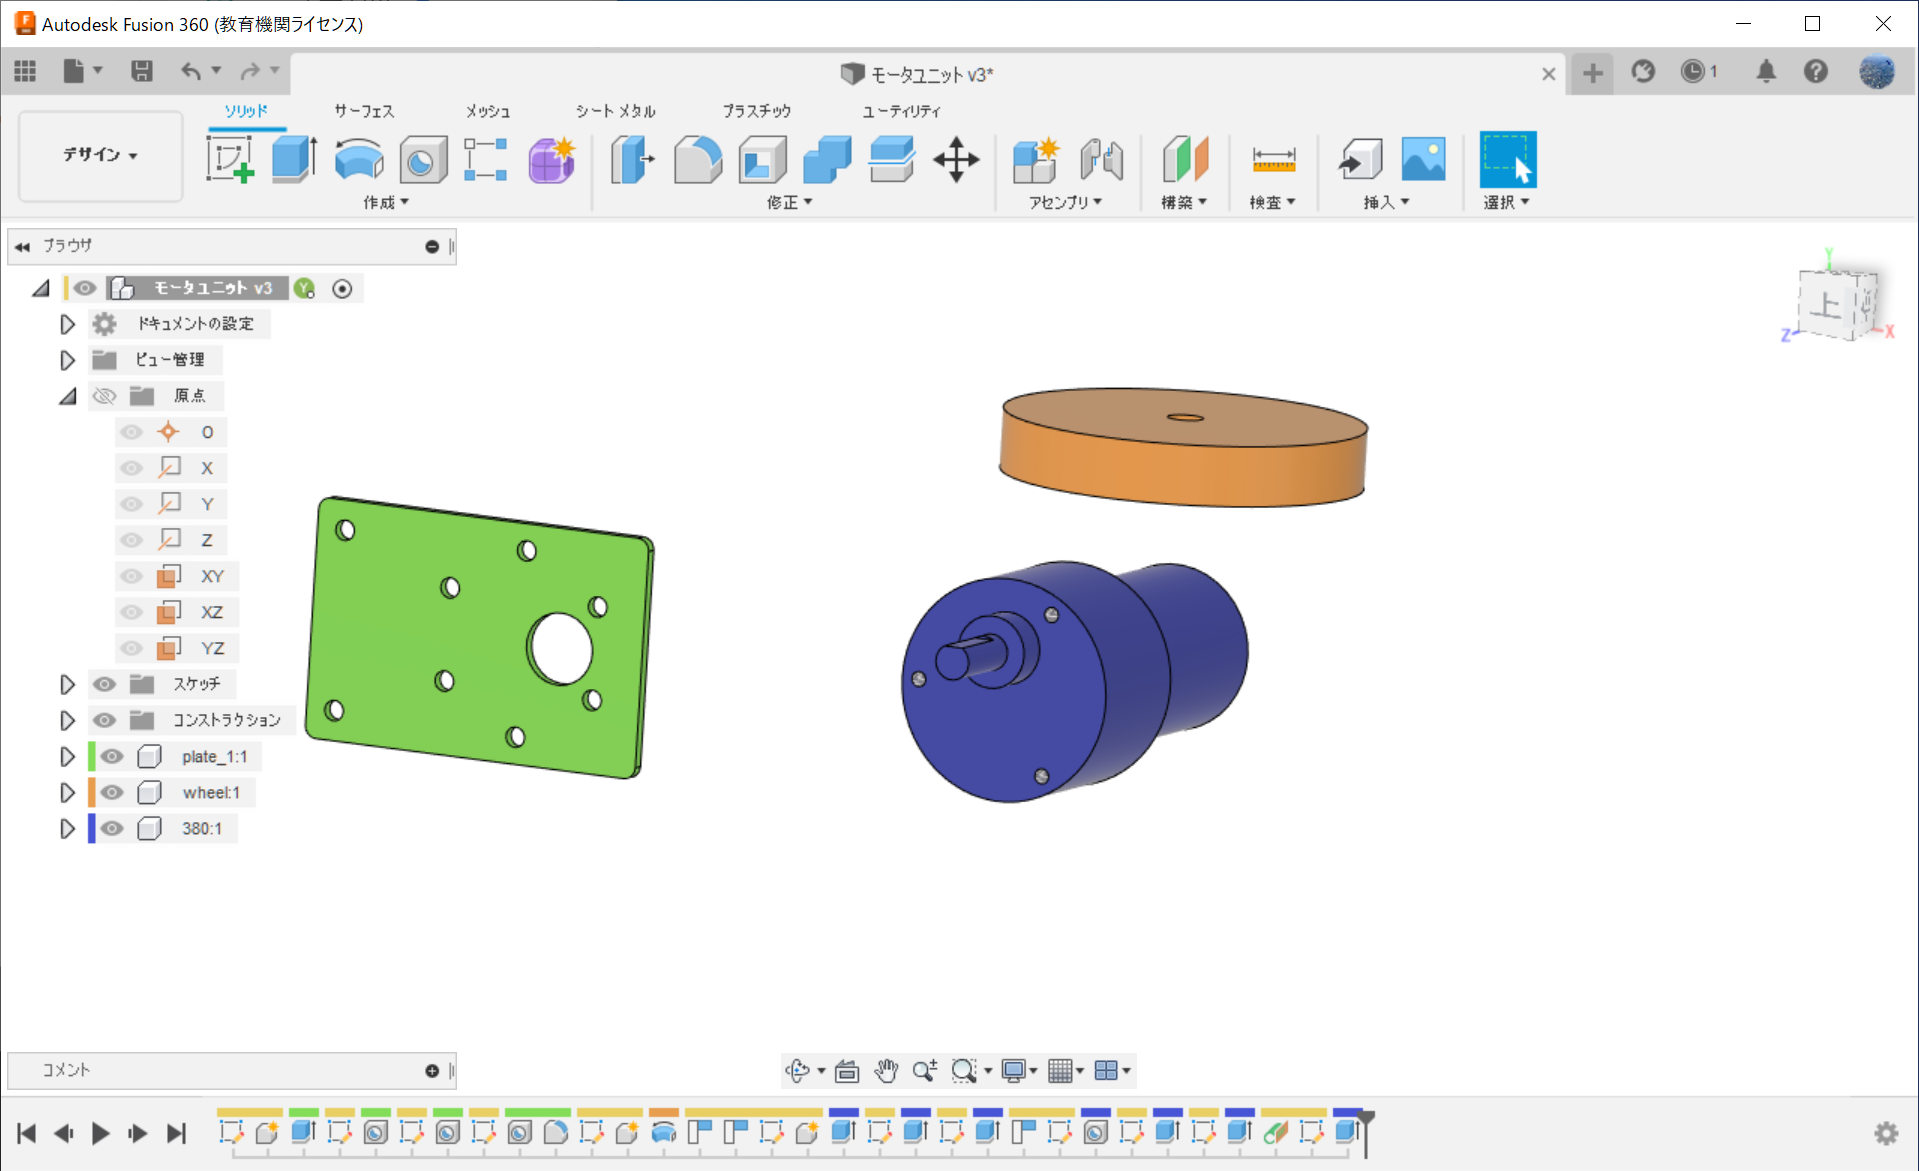 Autodesk Fusion 360 (教育機関ライセンス)
モータユニット v3*
1
デザイン
ソリッド
サーフェス
メッシュ
シート メタル
プラスチック
ユーティリティ
作成
修正
アセンブリ
構築
検査
挿入
選択
ブラウザ
モータユニット v3
ドキュメントの設定
ビュー管理
原点
O
X
Y
Z
XY
XZ
YZ
スケッチ
コンストラクション
plate_1:1
wheel:1
380:1
Y
上
Z
X
コメント